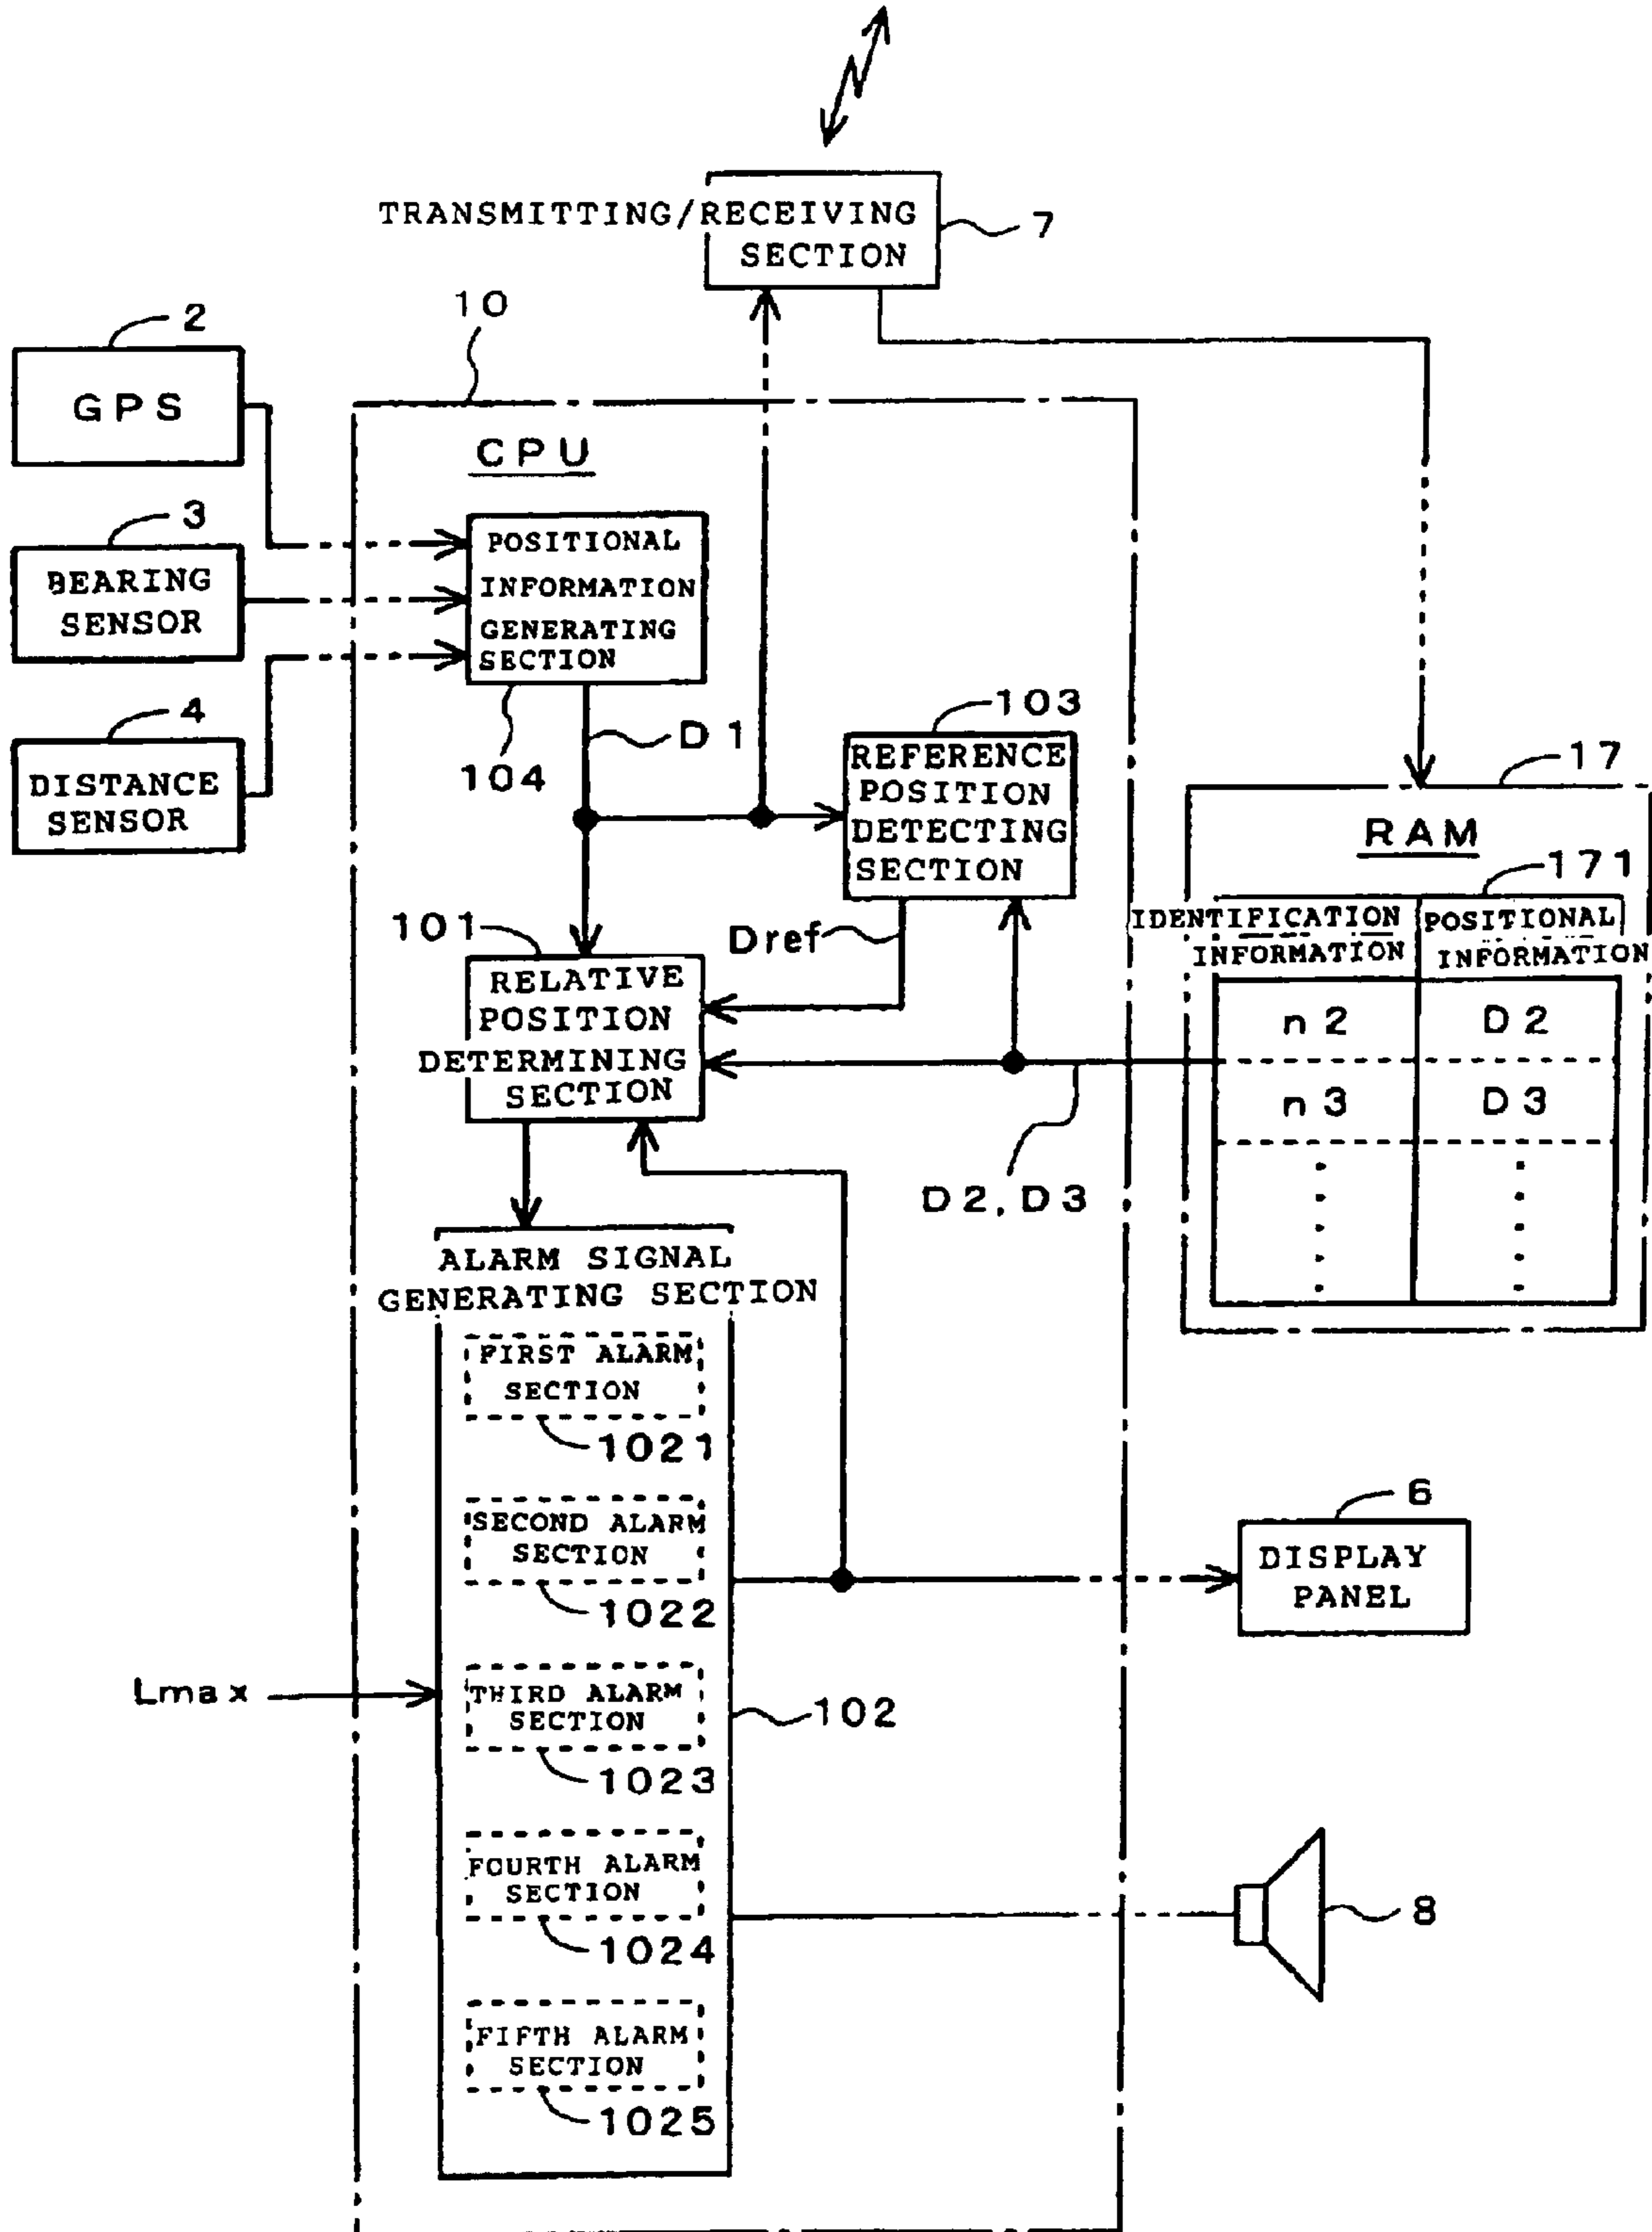 TRANSMITTING/RECEIVING
SECTION
7
10
2
GPS
CPU
3
BEARING
SENSOR
POSITIONAL
INFORMATION
GENERATING
SECTION
4
DISTANCE
SENSOR
104
D1
103
REFERENCE
POSITION
DETECTING
SECTION
17
RAM
171
IDENTIFICATION
INFORMATION
POSITIONAL
INFORMATION
n2
D2
n3
D3
101
Dref
RELATIVE
POSITION
DETERMINING
SECTION
D2, D3
ALARM SIGNAL
GENERATING SECTION
FIRST ALARM
SECTION
1021
SECOND ALARM
SECTION
1022
6
DISPLAY
PANEL
Lmax
THIRD ALARM
SECTION
102
1023
FOURTH ALARM
SECTION
1024
8
FIFTH ALARM
SECTION
1025